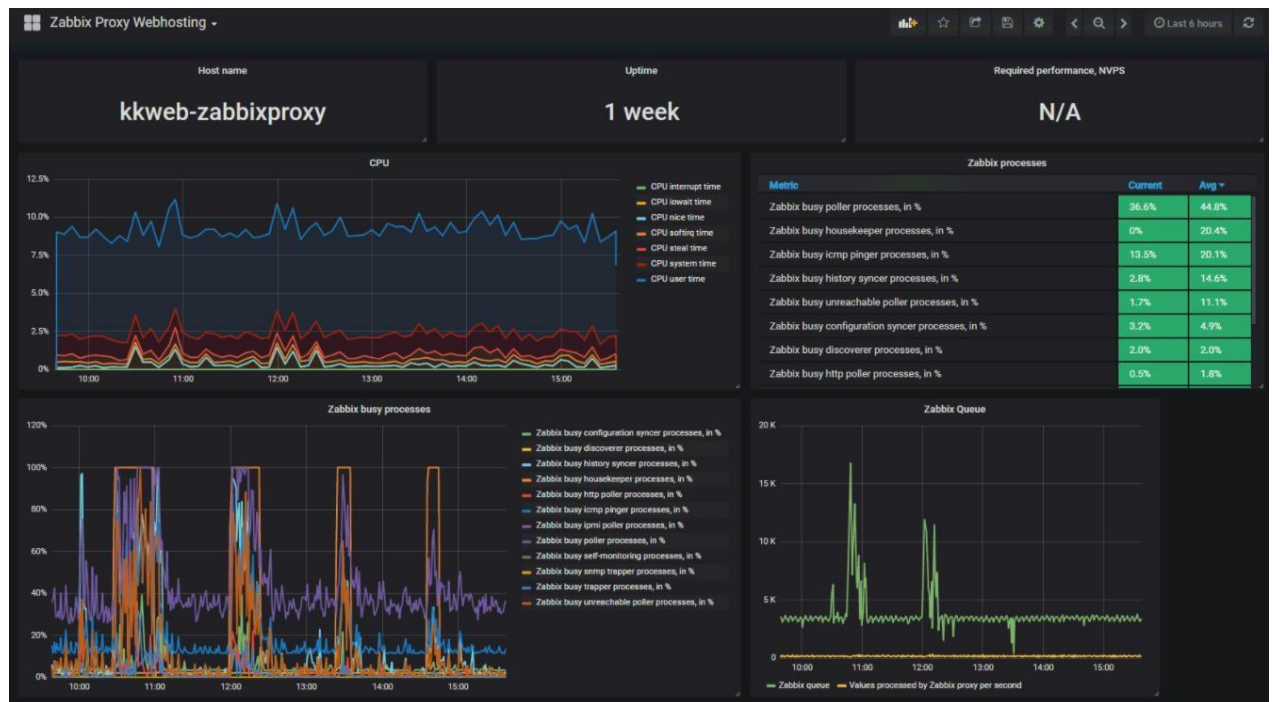 Zabbix Proxy Webhosting
Last 6 hours
Host name
kkweb-zabbixproxy
Uptime
1 week
Required performance, NVPS
N/A
CPU
12.5%
10.0%
7.5%
5.0%
2.5%
0%
10:00 11:00 12:00 13:00 14:00 15:00
CPU interrupt time
CPU iowait time
CPU nice time
CPU softirq time
CPU steal time
CPU system time
CPU user time
Zabbix processes
Metric Current Avg
Zabbix busy poller processes, in % 36.6% 44.8%
Zabbix busy housekeeper processes, in % 0% 20.4%
Zabbix busy icmp pinger processes, in % 13.5% 20.1%
Zabbix busy history syncer processes, in % 2.8% 14.6%
Zabbix busy unreachable poller processes, in % 1.7% 11.1%
Zabbix busy configuration syncer processes, in % 3.2% 4.9%
Zabbix busy discoverer processes, in % 2.0% 2.0%
Zabbix busy http poller processes, in % 0.5% 1.8%
Zabbix busy processes
120%
100%
80%
60%
40%
20%
0%
10:00 11:00 12:00 13:00 14:00 15:00
Zabbix busy configuration syncer processes, in %
Zabbix busy discoverer processes, in %
Zabbix busy history syncer processes, in %
Zabbix busy housekeeper processes, in %
Zabbix busy http poller processes, in %
Zabbix busy icmp pinger processes, in %
Zabbix busy ipmi poller processes, in %
Zabbix busy poller processes, in %
Zabbix busy self-monitoring processes, in %
Zabbix busy snmp trapper processes, in %
Zabbix busy trapper processes, in %
Zabbix busy unreachable poller processes, in %
Zabbix Queue
20 K
15 K
10 K
5 K
0
10:00 11:00 12:00 13:00 14:00 15:00
Zabbix queue Values processed by Zabbix proxy per second